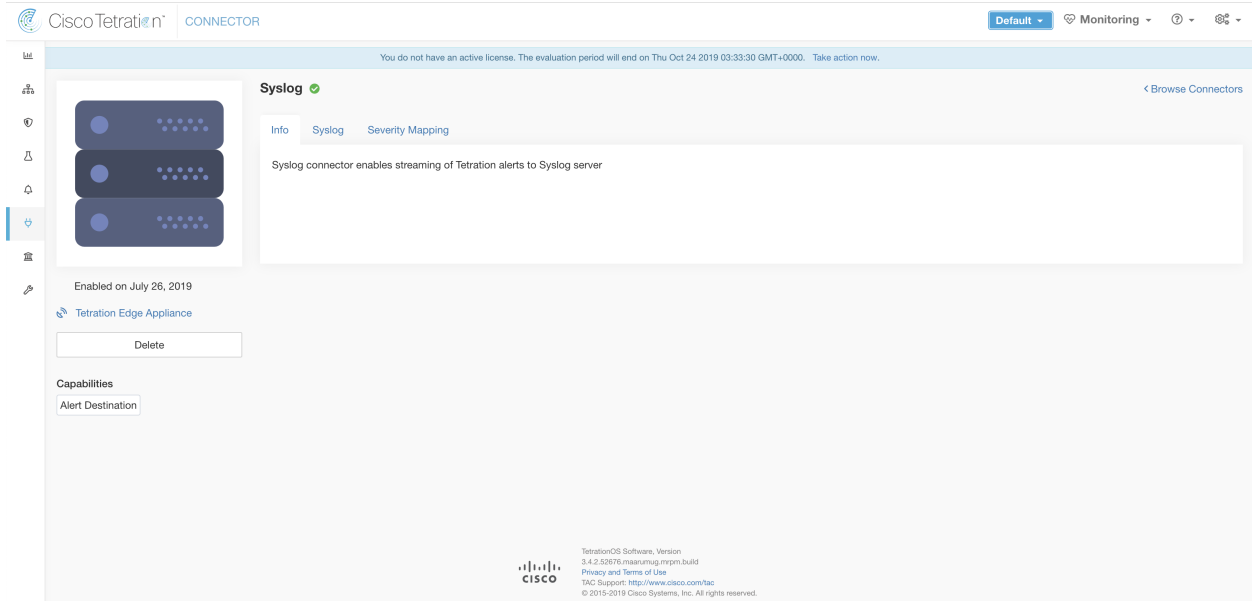 Cisco Tetration™ CONNECTOR Default Monitoring
You do not have an active license. The evaluation period will end on Thu Oct 24 2019 03:33:30 GMT+0000. Take action now.
Syslog < Browse Connectors
Info Syslog Severity Mapping
Syslog connector enables streaming of Tetration alerts to Syslog server
Enabled on July 26, 2019
Tetration Edge Appliance
Delete
Capabilities
Alert Destination
CISCO
TetrationOS Software, Version
3.4.2.52676.maarumug.mrpm.build
Privacy and Terms of Use
TAC Support: http://www.cisco.com/tac
© 2015-2019 Cisco Systems, Inc. All rights reserved.